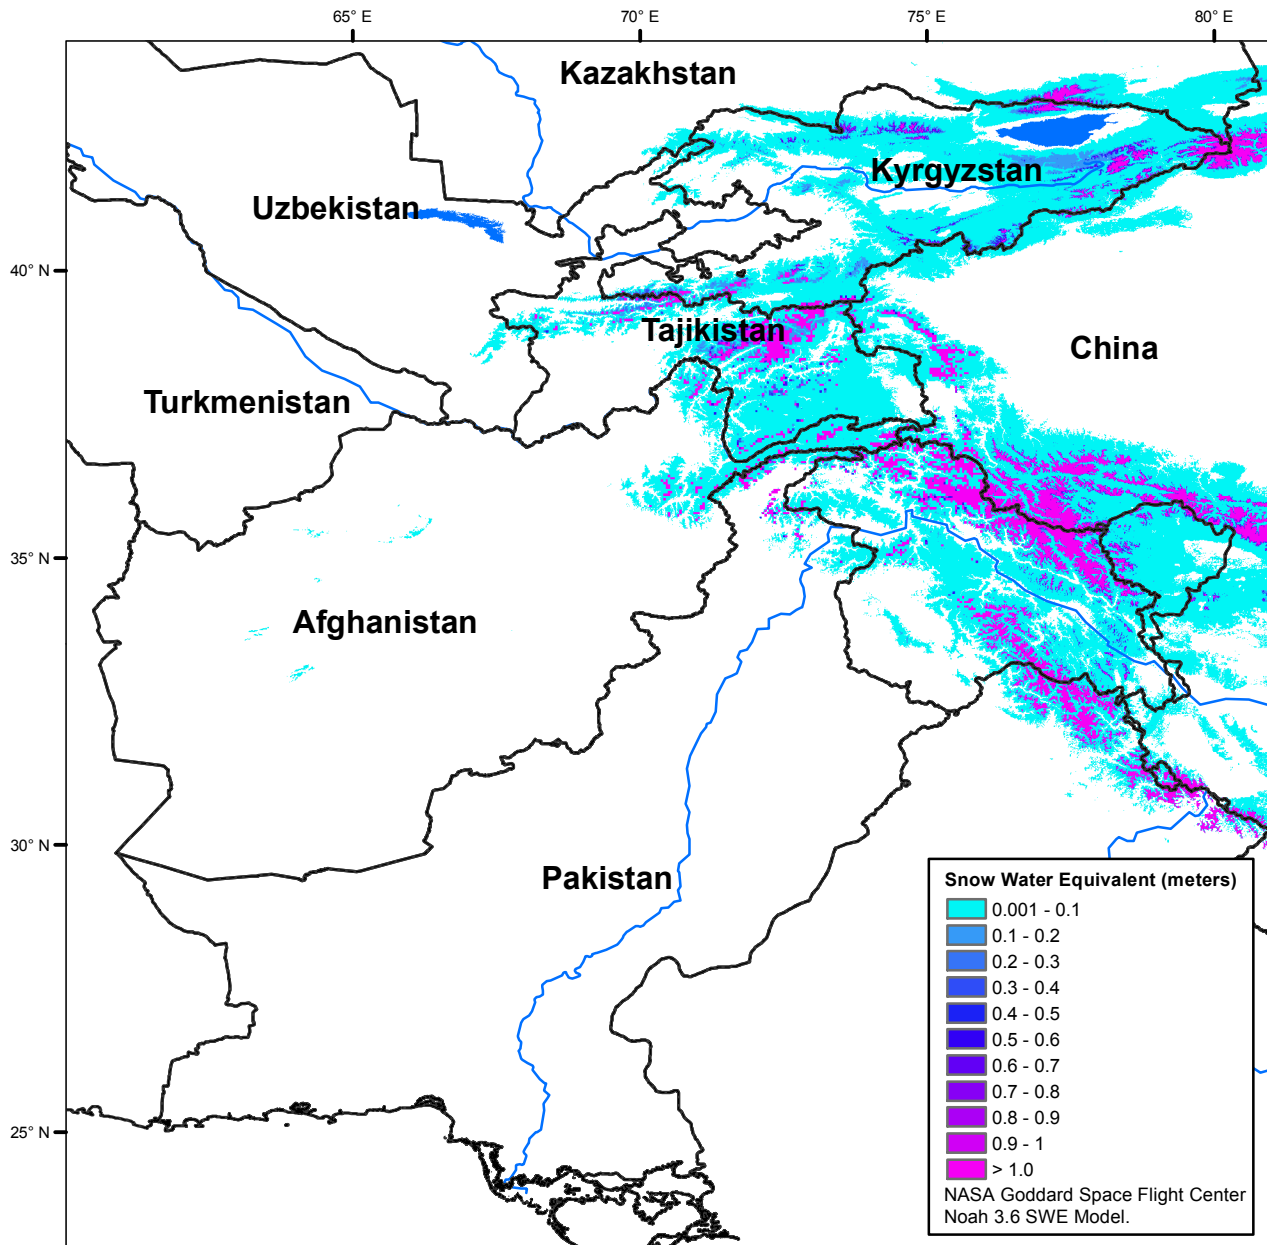 65° E
70° E
75° E
80° E
Kazakhstan
Kyrgyzstan
Uzbekistan
40° N
Tajikistan
China
Turkmenistan
35° N
Afghanistan
30° N
Pakistan
25° N
Snow Water Equivalent (meters)
0.001 - 0.1
0.1 - 0.2
0.2 - 0.3
0.3 - 0.4
0.4 - 0.5
0.5 - 0.6
0.6 - 0.7
0.7 - 0.8
0.8 - 0.9
0.9 - 1
> 1.0
NASA Goddard Space Flight Center
Noah 3.6 SWE Model.